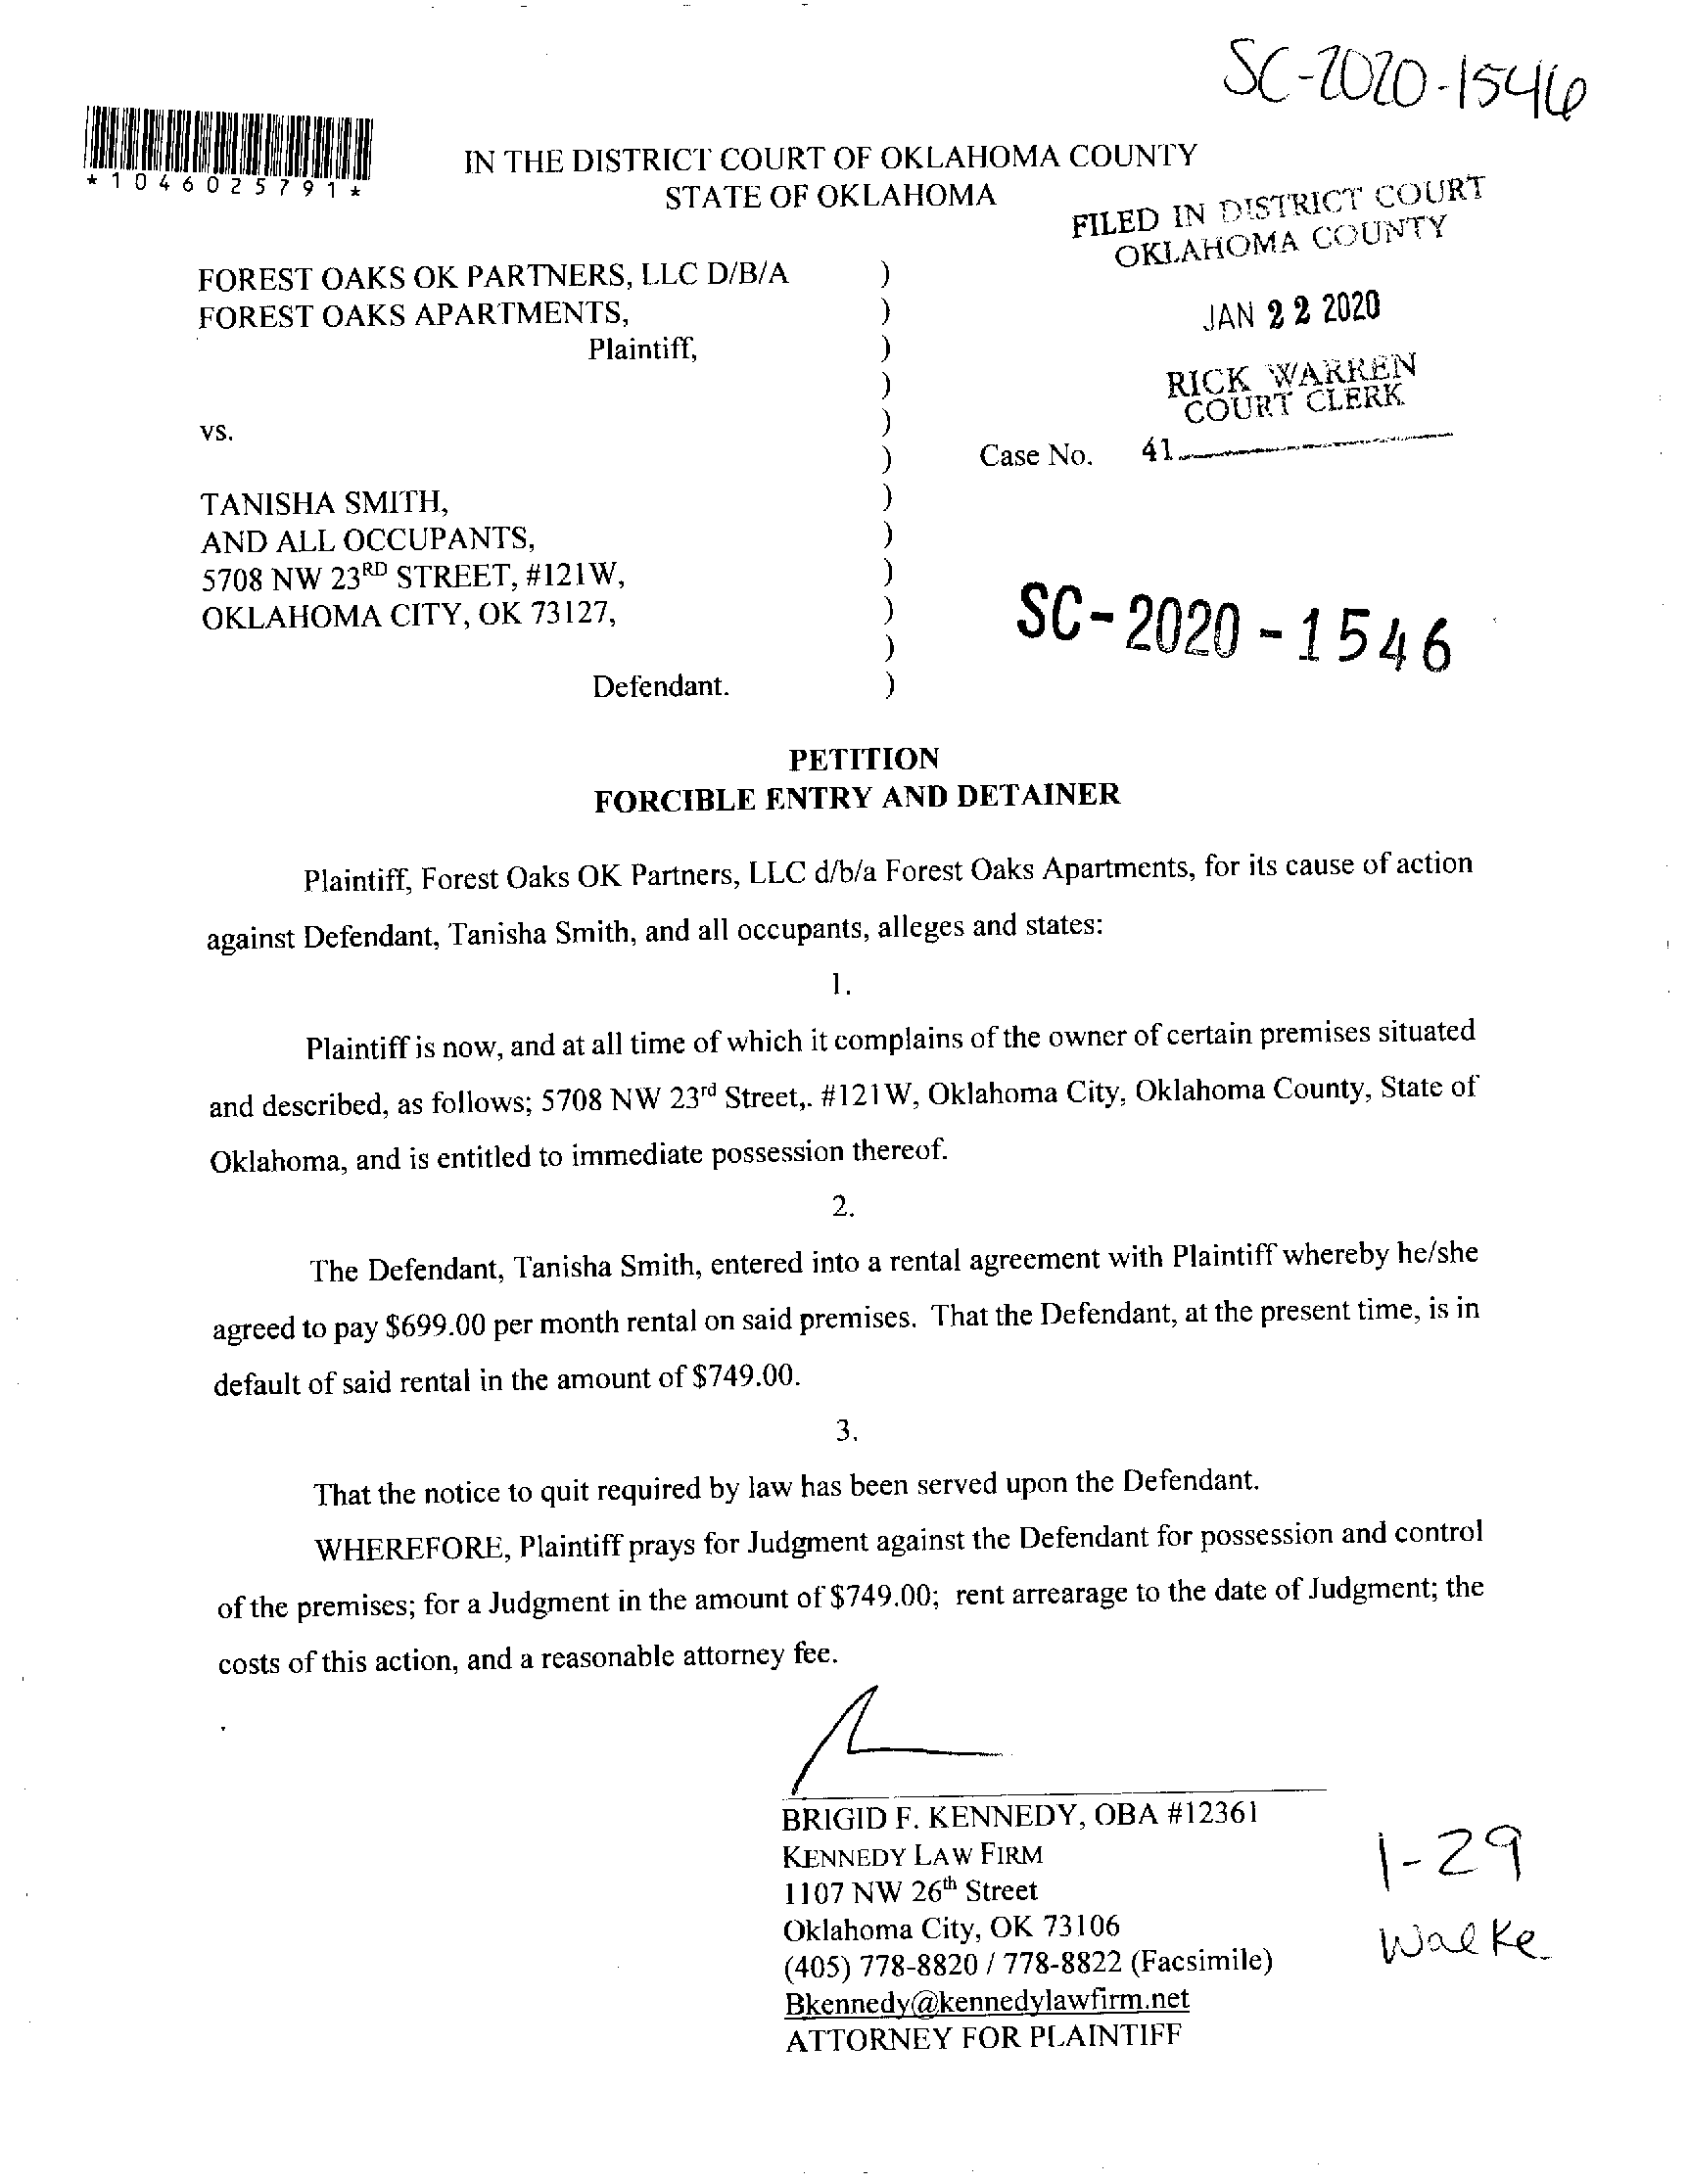 SC-2020-1546
*1046025791*
IN THE DISTRICT COURT OF OKLAHOMA COUNTY
STATE OF OKLAHOMA
FILED IN DISTRICT COURT
OKLAHOMA COUNTY
FOREST OAKS OK PARTNERS, LLC D/B/A )
FOREST OAKS APARTMENTS, )
JAN 22 2020
Plaintiff, )
)
RICK WARREN
COURT CLERK
)
vs.
) Case No. 41
TANISHA SMITH, )
AND ALL OCCUPANTS, )
5708 NW 23RD STREET, #121W, )
OKLAHOMA CITY, OK 73127, )
SC-2020-1546
)
Defendant. )
PETITION
FORCIBLE ENTRY AND DETAINER
Plaintiff, Forest Oaks OK Partners, LLC d/b/a Forest Oaks Apartments, for its cause of action
against Defendant, Tanisha Smith, and all occupants, alleges and states:
1.
Plaintiff is now, and at all time of which it complains of the owner of certain premises situated
and described, as follows; 5708 NW 23rd Street,. #121W, Oklahoma City, Oklahoma County, State of
Oklahoma, and is entitled to immediate possession thereof.
2.
The Defendant, Tanisha Smith, entered into a rental agreement with Plaintiff whereby he/she
agreed to pay $699.00 per month rental on said premises. That the Defendant, at the present time, is in
default of said rental in the amount of $749.00.
3.
That the notice to quit required by law has been served upon the Defendant.
WHEREFORE, Plaintiff prays for Judgment against the Defendant for possession and control
of the premises; for a Judgment in the amount of $749.00; rent arrearage to the date of Judgment; the
costs of this action, and a reasonable attorney fee.
BRIGID F. KENNEDY, OBA #12361
KENNEDY LAW FIRM
1107 NW 26th Street
Oklahoma City, OK 73106
(405) 778-8820 / 778-8822 (Facsimile)
Bkennedy@kennedylawfirm.net
ATTORNEY FOR PLAINTIFF
1-29
Walke